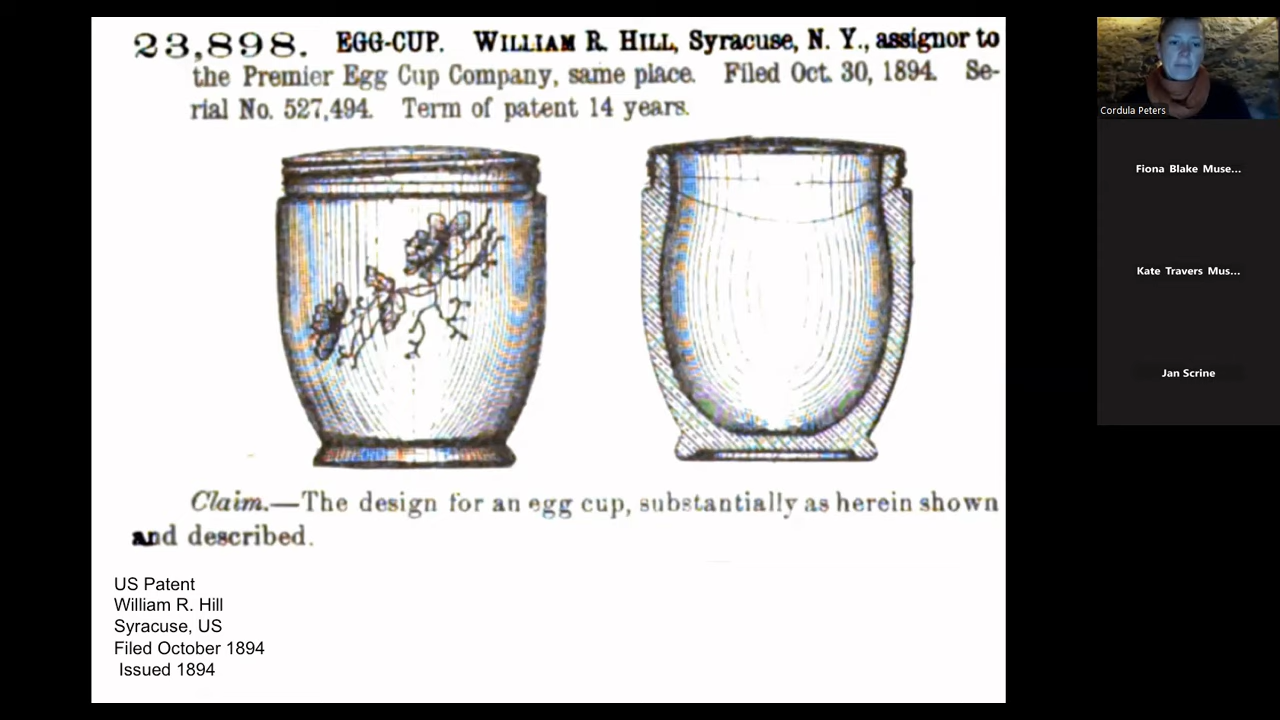 23,898. EGG-CUP. WILLIAM R. HILL, Syracuse, N. Y., assignor to
the Premier Egg Cup Company, same place. Filed Oct. 30, 1894. Se-
rial No. 527,494. Term of patent 14 years.
Claim.—The design for an egg cup, substantially as herein shown
and described.
US Patent
William R. Hill
Syracuse, US
Filed October 1894
Issued 1894
Cordula Peters
Fiona Blake Muse...
Kate Travers Mus...
Jan Scrine